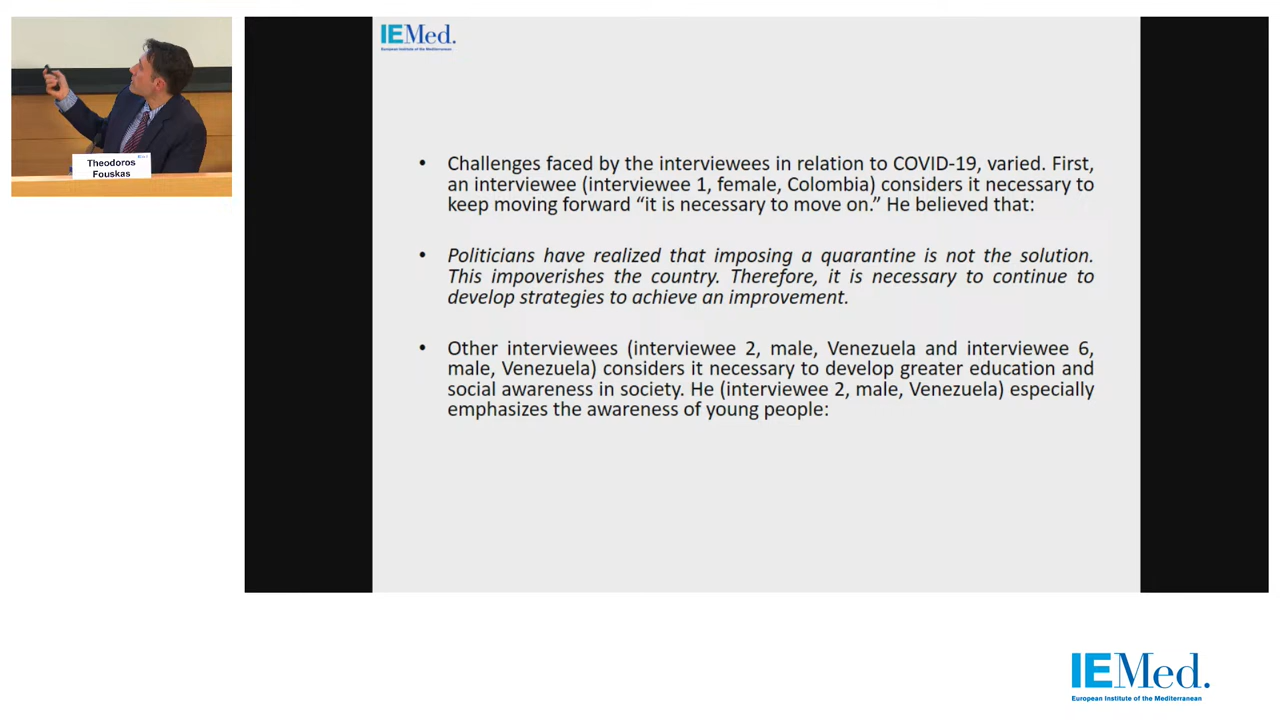 IEMed.
European Institute of the Mediterranean
Theodoros
Fouskas
• Challenges faced by the interviewees in relation to COVID-19, varied. First,
an interviewee (interviewee 1, female, Colombia) considers it necessary to
keep moving forward “it is necessary to move on.” He believed that:
• Politicians have realized that imposing a quarantine is not the solution.
This impoverishes the country. Therefore, it is necessary to continue to
develop strategies to achieve an improvement.
• Other interviewees (interviewee 2, male, Venezuela and interviewee 6,
male, Venezuela) considers it necessary to develop greater education and
social awareness in society. He (interviewee 2, male, Venezuela) especially
emphasizes the awareness of young people:
IEMed.
European Institute of the Mediterranean